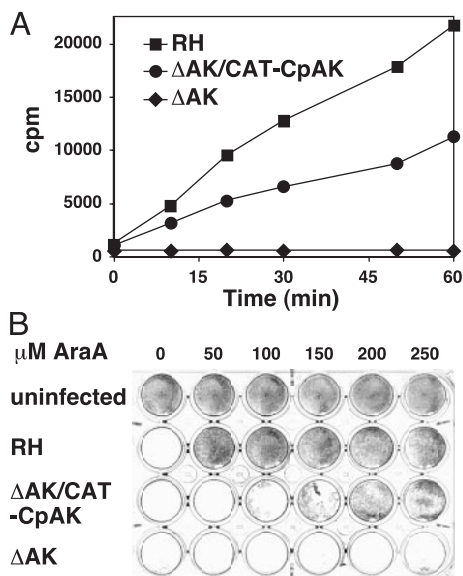 A
20000
15000
10000
5000
0
cpm
RH
ΔAK/CAT-CpAK
ΔAK
0 15 30 45 60
Time (min)
B
μM AraA 0 50 100 150 200 250
uninfected
RH
ΔAK/CAT
-CpAK
ΔAK